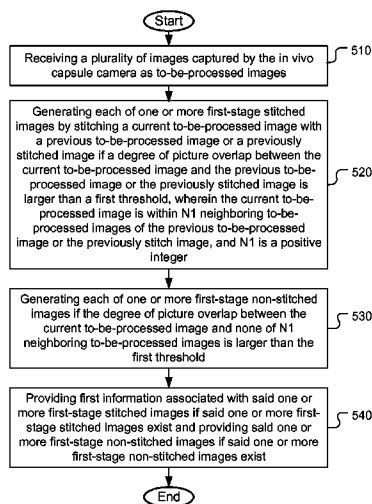 Start
Receiving a plurality of images captured by the in vivo
capsule camera as to-be-processed images
510
Generating each of one or more first-stage stitched
images by stitching a current to-be-processed image with
a previous to-be-processed image or a previously
stitched image if a degree of picture overlap between the
current to-be-processed image and the previous to-be-
processed image or the previously stitched image is
larger than a first threshold, wherein the current to-be-
processed image is within N1 neighboring to-be-
processed images of the previous to-be-processed
image or the previously stitch image, and N1 is a positive
integer
520
Generating each of one or more first-stage non-stitched
images if the degree of picture overlap between the
current to-be-processed image and none of N1
neighboring to-be-processed images is larger than the
first threshold
530
Providing first information associated with said one or
more first-stage stitched images if said one or more first-
stage stitched images exist and providing said one or
more first-stage non-stitched images if said one or more
first-stage non-stitched images exist
540
End